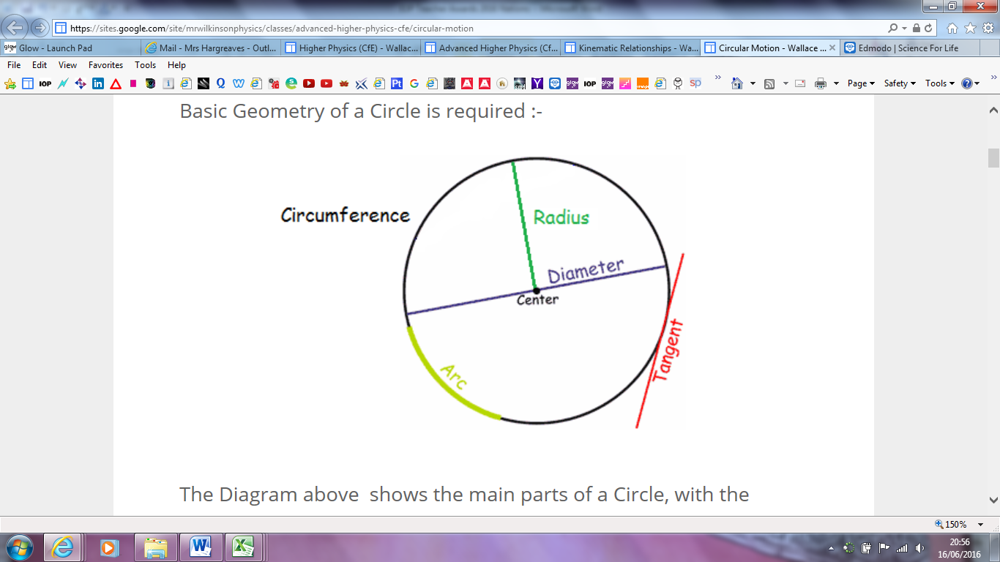 https://sites.google.com/site/mrwilkinsonphysics/classes/advanced-higher-physics-cfe/circular-motion
glow Glow - Launch Pad
Mail - Mrs Hargreaves - Outl...
Higher Physics (CfE) - Wallac...
Advanced Higher Physics (Cf...
Kinematic Relationships - Wa...
Circular Motion - Wallace ...
Edmodo | Science For Life
File Edit View Favorites Tools Help
Page Safety Tools
Basic Geometry of a Circle is required :-
Circumference
Radius
Diameter
Center
Arc
Tangent
The Diagram above  shows the main parts of a Circle, with the
150%
20:56
16/06/2016